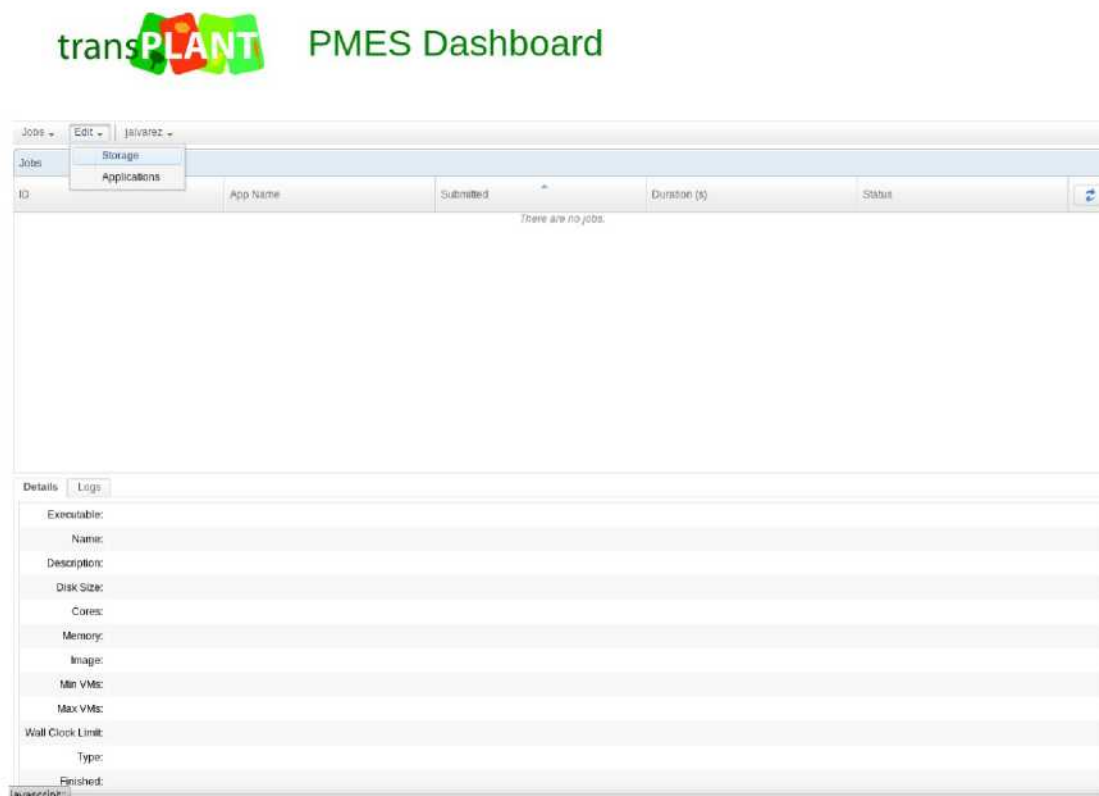 transPLANT PMES Dashboard
Jobs Edit jalvarez
Storage
Applications
Jobs
ID App Name Submitted Duration (s) Status
There are no jobs.
Details Logs
Executable:
Name:
Description:
Disk Size:
Cores:
Memory:
Image:
Min VMs:
Max VMs:
Wall Clock Limit:
Type:
Finished:
javascript:;